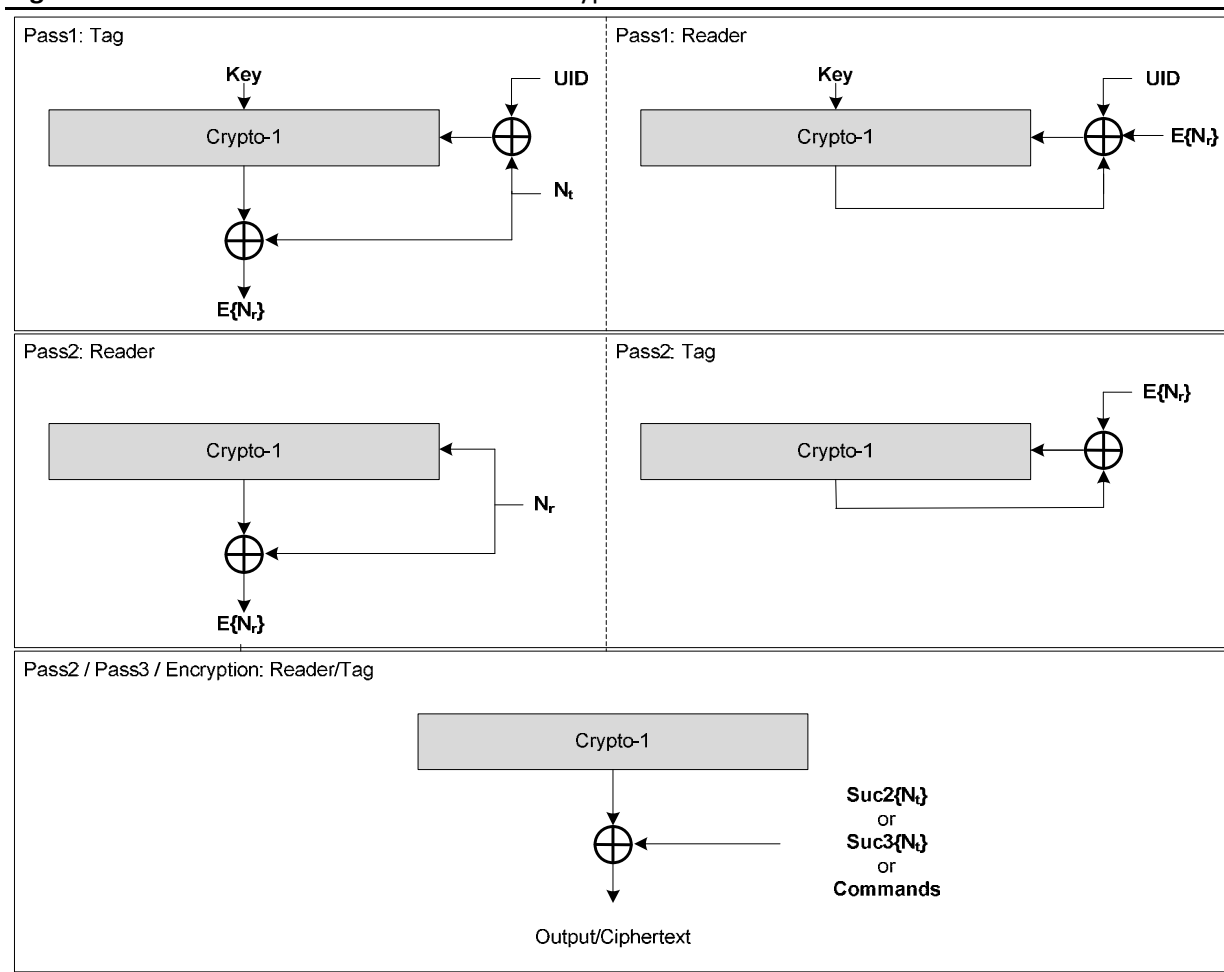 Pass1: Tag
Key
UID
Crypto-1
Nt
E{Nr}
Pass1: Reader
Key
UID
Crypto-1
E{Nr}
Pass2: Reader
Crypto-1
Nr
E{Nr}
Pass2: Tag
E{Nr}
Crypto-1
Pass2 / Pass3 / Encryption: Reader/Tag
Crypto-1
Suc2{Nt}
or
Suc3{Nt}
or
Commands
Output/Ciphertext